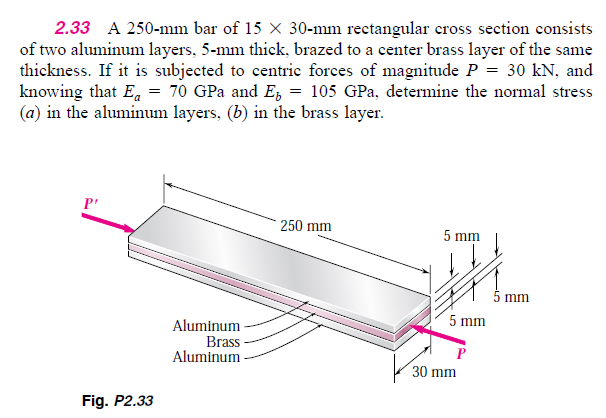 2.33 A 250-mm bar of 15 × 30-mm rectangular cross section consists
of two aluminum layers, 5-mm thick, brazed to a center brass layer of the same
thickness. If it is subjected to centric forces of magnitude P = 30 kN, and
knowing that Eₐ = 70 GPa and E_b = 105 GPa, determine the normal stress
(a) in the aluminum layers, (b) in the brass layer.
P'
250 mm
5 mm
5 mm
5 mm
Aluminum
Brass
Aluminum
P
30 mm
Fig. P2.33